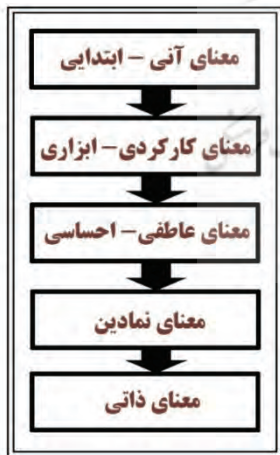 معنای آنی - ابتدایی
معنای کارکردی - ابزاری
معنای عاطفی - احساسی
معنای نمادین
معنای ذاتی